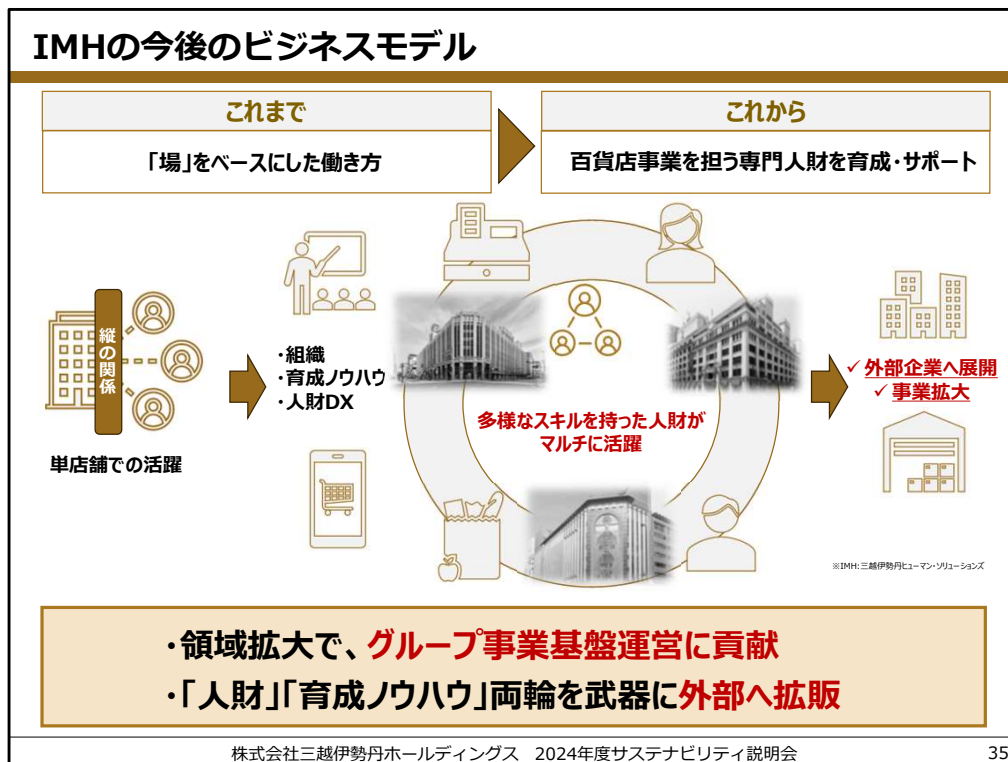 IMHの今後のビジネスモデル
これまで
「場」をベースにした働き方
これから
百貨店事業を担う専門人財を育成・サポート
縦の関係
単店舗での活躍
・組織
・育成ノウハウ
・人財DX
多様なスキルを持った人財が
マルチに活躍
✓外部企業へ展開
✓事業拡大
※IMH:三越伊勢丹ヒューマン・ソリューションズ
・領域拡大で、グループ事業基盤運営に貢献
・「人財」「育成ノウハウ」両輪を武器に外部へ拡販
株式会社三越伊勢丹ホールディングス 2024年度サステナビリティ説明会
35